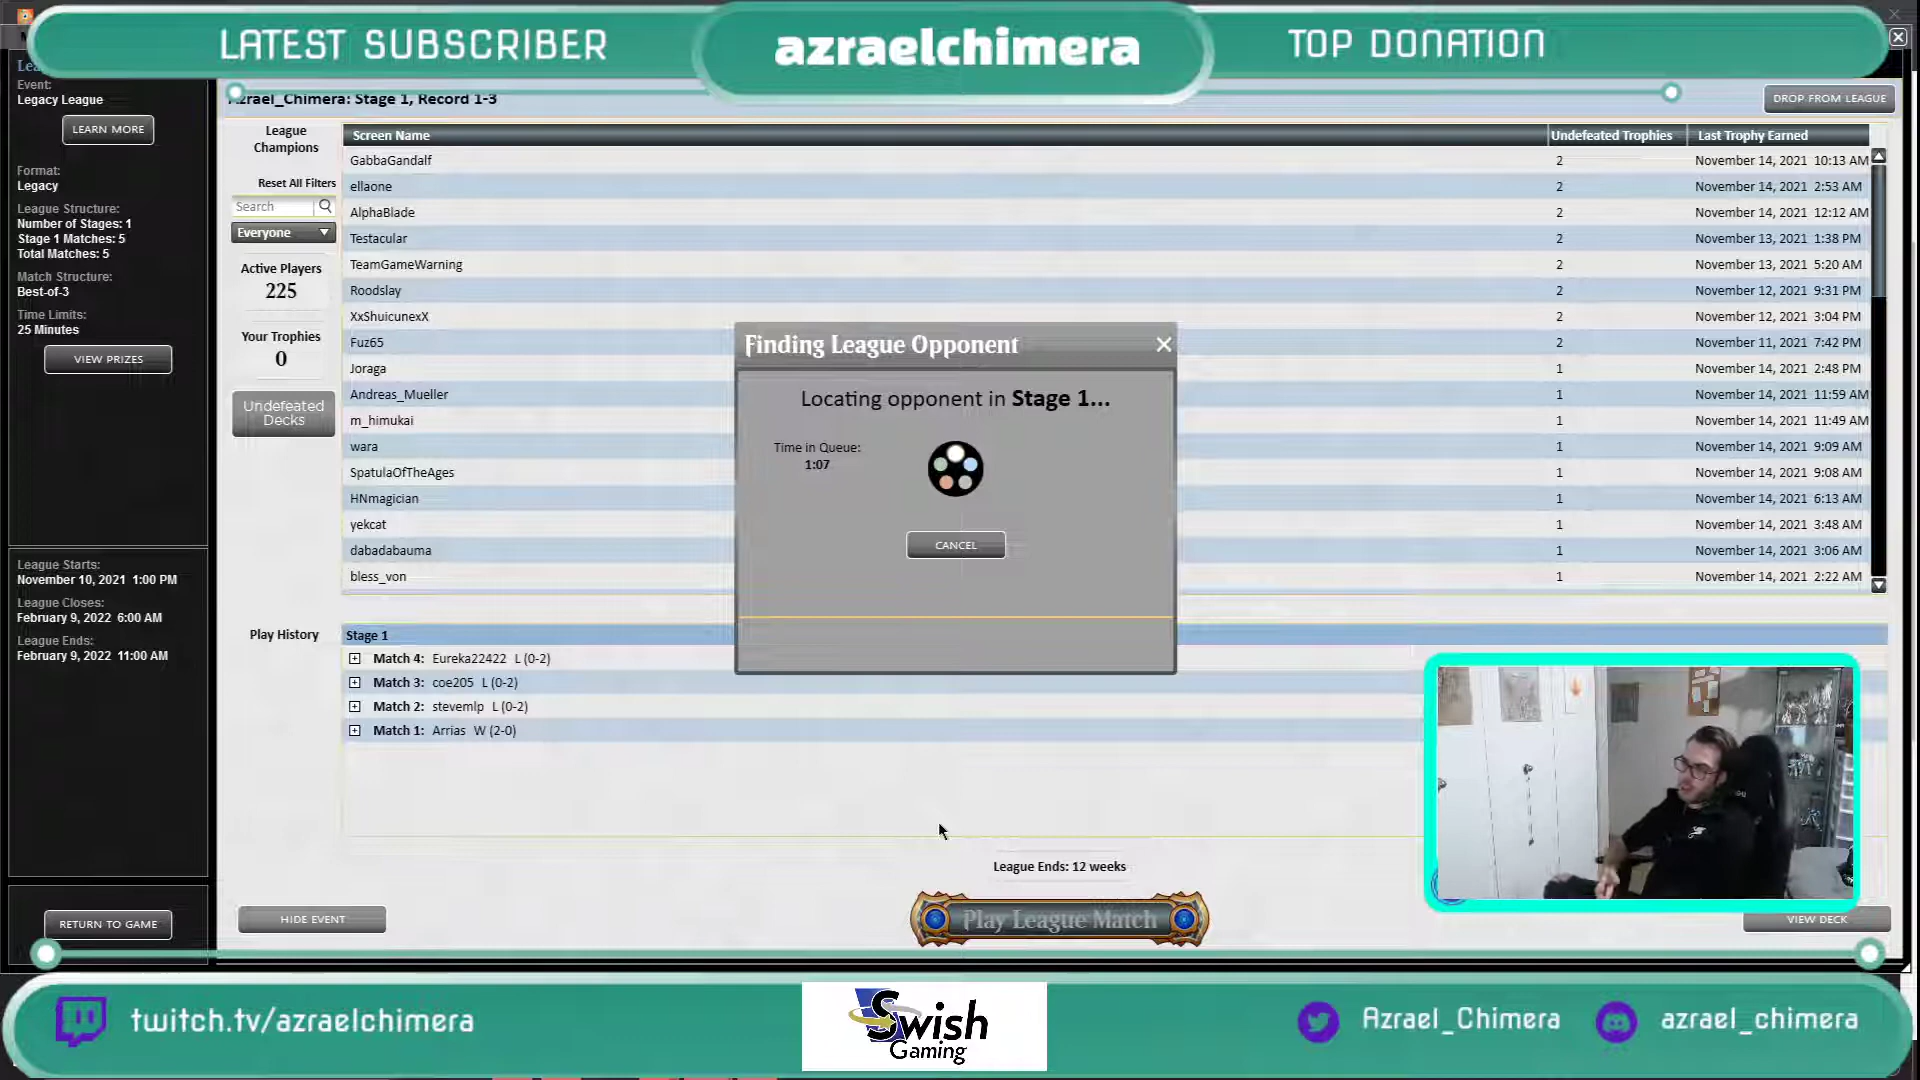 LATEST SUBSCRIBER
azraelchimera
TOP DONATION
Event:
Legacy League
LEARN MORE
Format:
Legacy
League Structure:
Number of Stages: 1
Stage 1 Matches: 5
Total Matches: 5
Match Structure:
Best-of-3
Time Limits:
25 Minutes
VIEW PRIZES
League Starts:
November 10, 2021 1:00 PM
League Closes:
February 9, 2022 6:00 AM
League Ends:
February 9, 2022 11:00 AM
RETURN TO GAME
Azrael_Chimera: Stage 1, Record 1-3
DROP FROM LEAGUE
League
Champions
Reset All Filters
Search
Everyone
Active Players
225
Your Trophies
0
Undefeated
Decks
Screen Name Undefeated Trophies Last Trophy Earned
GabbaGandalf 2 November 14, 2021 10:13 AM
ellaone 2 November 14, 2021 2:53 AM
AlphaBlade 2 November 14, 2021 12:12 AM
Testacular 2 November 13, 2021 1:38 PM
TeamGameWarning 2 November 13, 2021 5:20 AM
Roodslay 2 November 12, 2021 9:31 PM
XxShuicunexX 2 November 12, 2021 3:04 PM
Fuz65 2 November 11, 2021 7:42 PM
Joraga 1 November 14, 2021 2:48 PM
Andreas_Mueller 1 November 14, 2021 11:59 AM
m_himukai 1 November 14, 2021 11:49 AM
wara 1 November 14, 2021 9:09 AM
SpatulaOfTheAges 1 November 14, 2021 9:08 AM
HNmagician 1 November 14, 2021 6:13 AM
yekcat 1 November 14, 2021 3:48 AM
dabadabauma 1 November 14, 2021 3:06 AM
bless_von 1 November 14, 2021 2:22 AM
Finding League Opponent
Locating opponent in Stage 1...
Time in Queue:
1:07
CANCEL
Play History
Stage 1
Match 4: Eureka22422 L (0-2)
Match 3: coe205 L (0-2)
Match 2: stevemlp L (0-2)
Match 1: Arrias W (2-0)
League Ends: 12 weeks
HIDE EVENT
Play League Match
VIEW DECK
twitch.tv/azraelchimera
Swish
Gaming
Azrael_Chimera
azrael_chimera